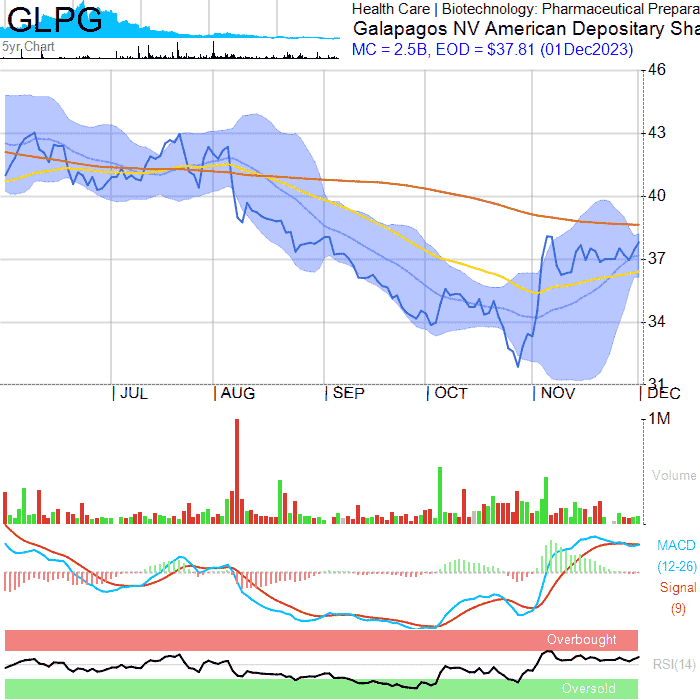 GLPG
5yr Chart
Health Care | Biotechnology: Pharmaceutical Prepara
Galapagos NV American Depositary Sha
MC = 2.5B, EOD = $37.81 (01Dec2023)
46
43
40
37
34
31
JUL AUG SEP OCT NOV DEC
1M
Volume
MACD
(12-26)
Signal
(9)
Overbought
RSI(14)
Oversold